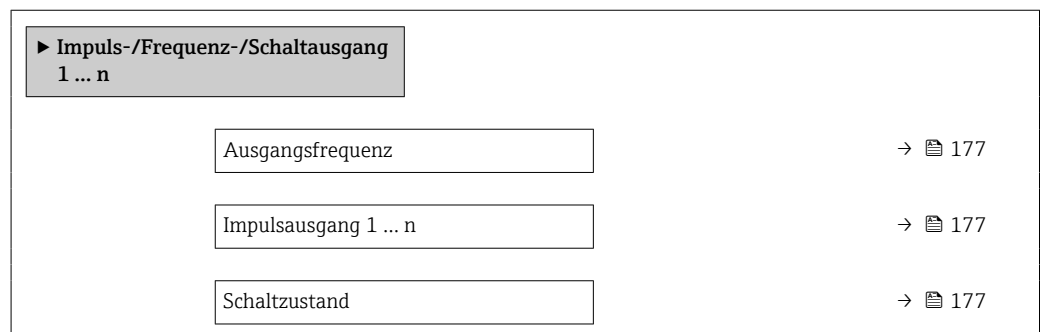 ▶ Impuls-/Frequenz-/Schaltausgang
1 ... n
Ausgangsfrequenz → 177
Impulsausgang 1 ... n → 177
Schaltzustand → 177